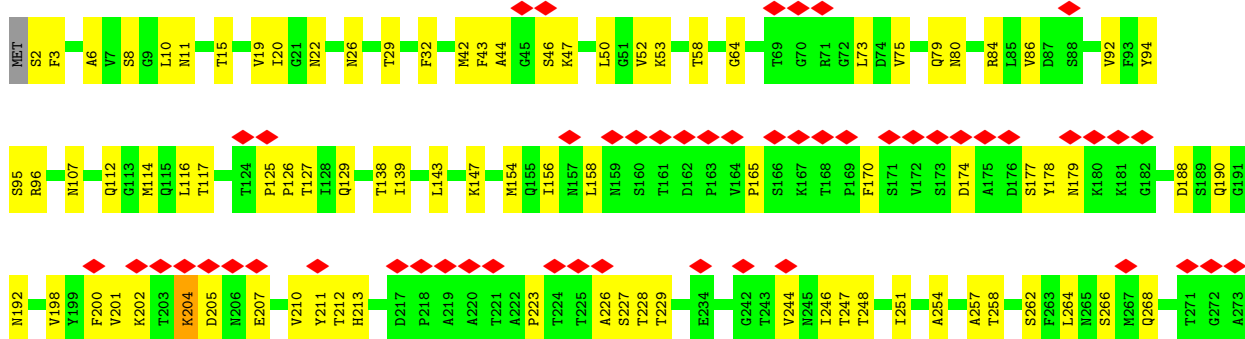 MET S2 F3 A6 V7 S8 G9 L10 N11 T15 V19 I20 G21 N22 N26 T29 F32 M42 F43 A44 G45 S46 K47 L50 G51 V52 K53 T58 G64 T69 G70 R71 G72 L73 D74 V75 Q79 N80 R84 L85 V86 D87 S88 V92 F93 Y94
S95 R96 N107 Q112 G113 M114 Q115 L116 T117 T124 P125 P126 T127 I128 Q129 T138 I139 L143 K147 M154 Q155 I156 N157 L158 N159 S160 T161 D162 P163 V164 P165 S166 K167 T168 P169 F170 S171 V172 S173 D174 A175 D176 S177 Y178 N179 K180 K181 G182 D188 S189 Q190 G191
N192 V198 Y199 F200 V201 K202 T203 K204 D205 N206 E207 V210 Y211 T212 H213 D217 P218 A219 A220 T221 A222 P223 T224 T225 A226 S227 T228 T229 E234 G242 T243 V244 N245 I246 T247 T248 I251 A254 A257 T258 S262 F263 L264 N265 S266 M267 Q268 T271 G272 A273